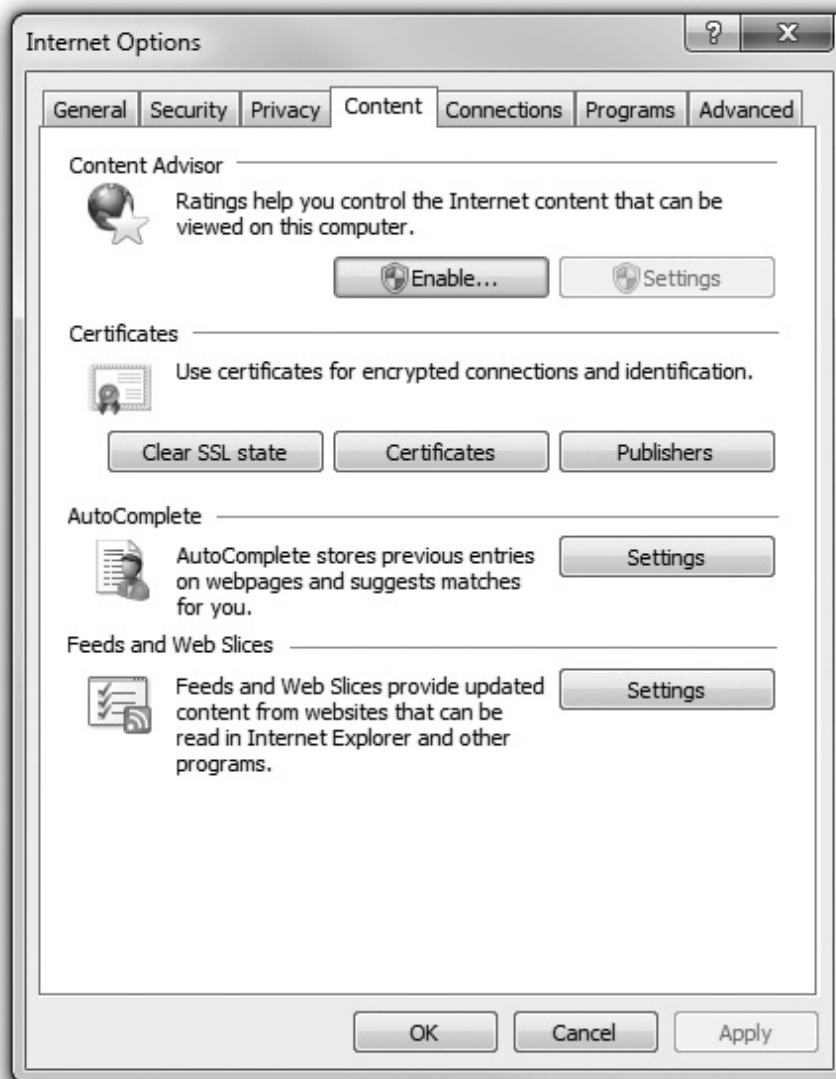 Internet Options
? X
General Security Privacy Content Connections Programs Advanced
Content Advisor
Ratings help you control the Internet content that can be
viewed on this computer.
Enable... Settings
Certificates
Use certificates for encrypted connections and identification.
Clear SSL state Certificates Publishers
AutoComplete
AutoComplete stores previous entries
on webpages and suggests matches
for you.
Settings
Feeds and Web Slices
Feeds and Web Slices provide updated
content from websites that can be
read in Internet Explorer and other
programs.
Settings
OK Cancel Apply